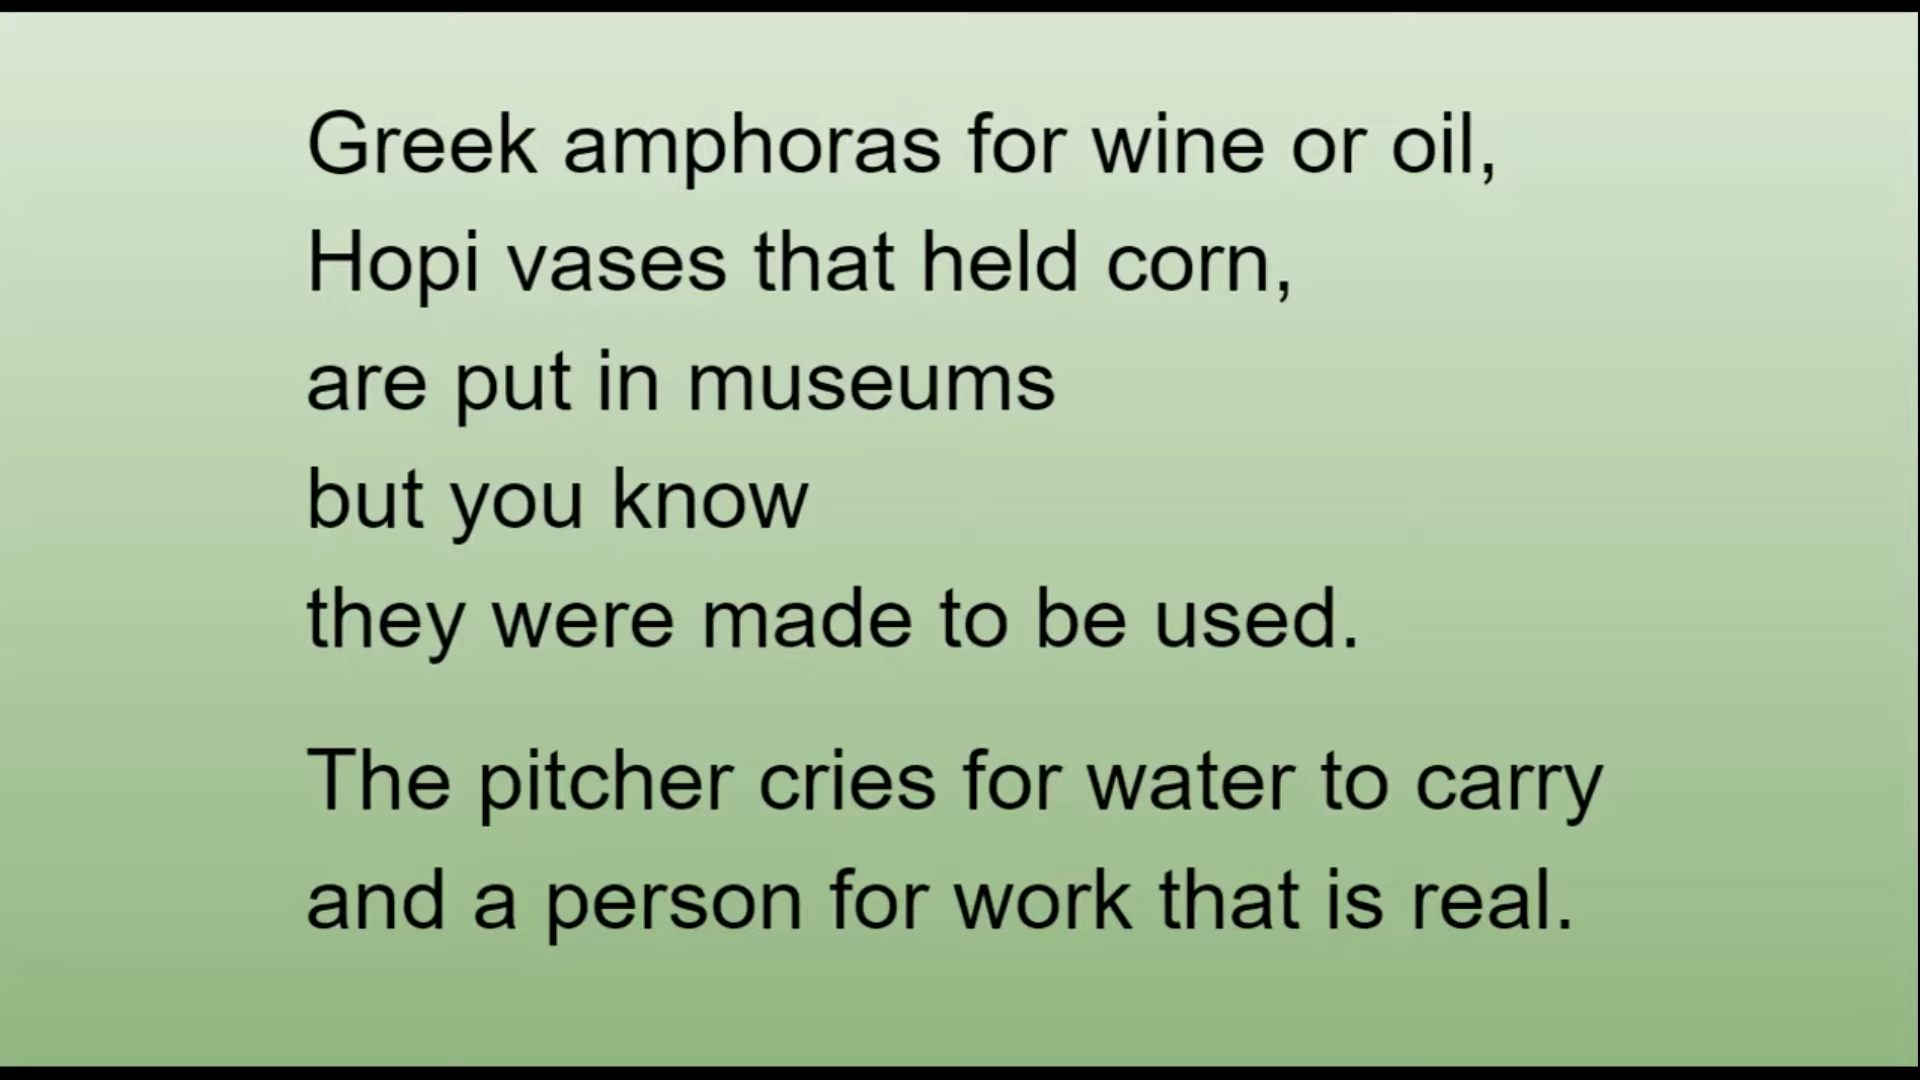 Greek amphoras for wine or oil,
Hopi vases that held corn,
are put in museums
but you know
they were made to be used.
The pitcher cries for water to carry
and a person for work that is real.